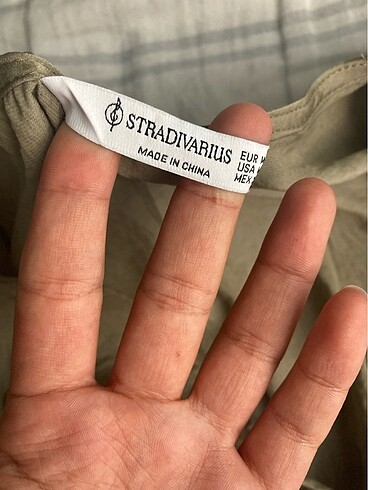 STRADIVARIUS
MADE IN CHINA
EUR M
USA
MEX